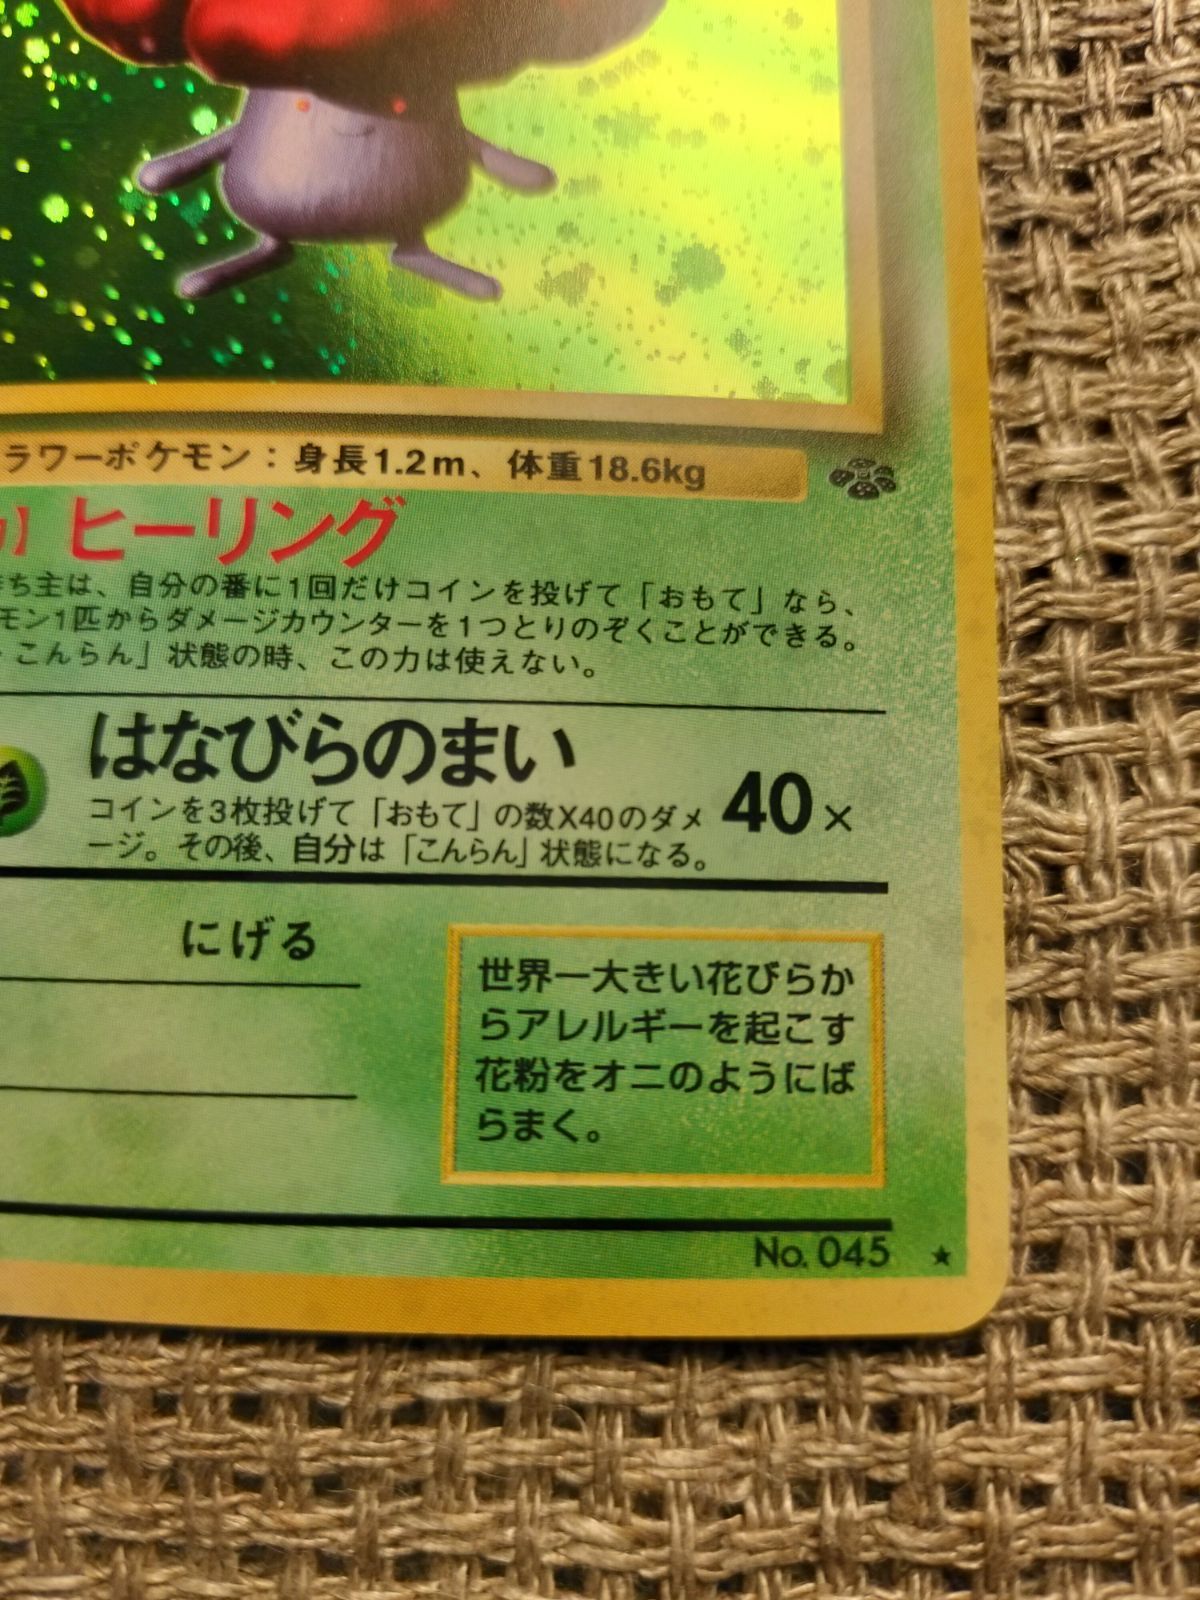 ラワーポケモン：身長1.2m、体重18.6kg
】ヒーリング
ち主は、自分の番に1回だけコインを投げて「おもて」なら、
モン1匹からダメージカウンターを1つとりのぞくことができる。
・こんらん」状態の時、この力は使えない。
はなびらのまい
40×
コインを3枚投げて「おもて」の数X40のダメ
ージ。その後、自分は「こんらん」状態になる。
にげる
世界一大きい花びらか
らアレルギーを起こす
花粉をオニのようにば
らまく。
No. 045 ★